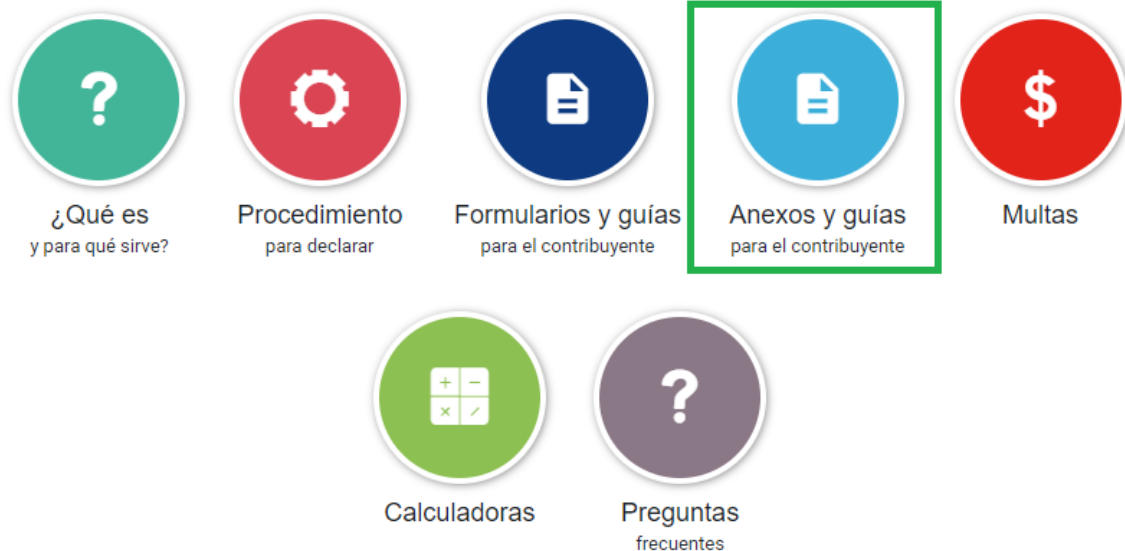 ¿Qué es
y para qué sirve?
Procedimiento
para declarar
Formularios y guías
para el contribuyente
Anexos y guías
para el contribuyente
Multas
Calculadoras
Preguntas
frecuentes